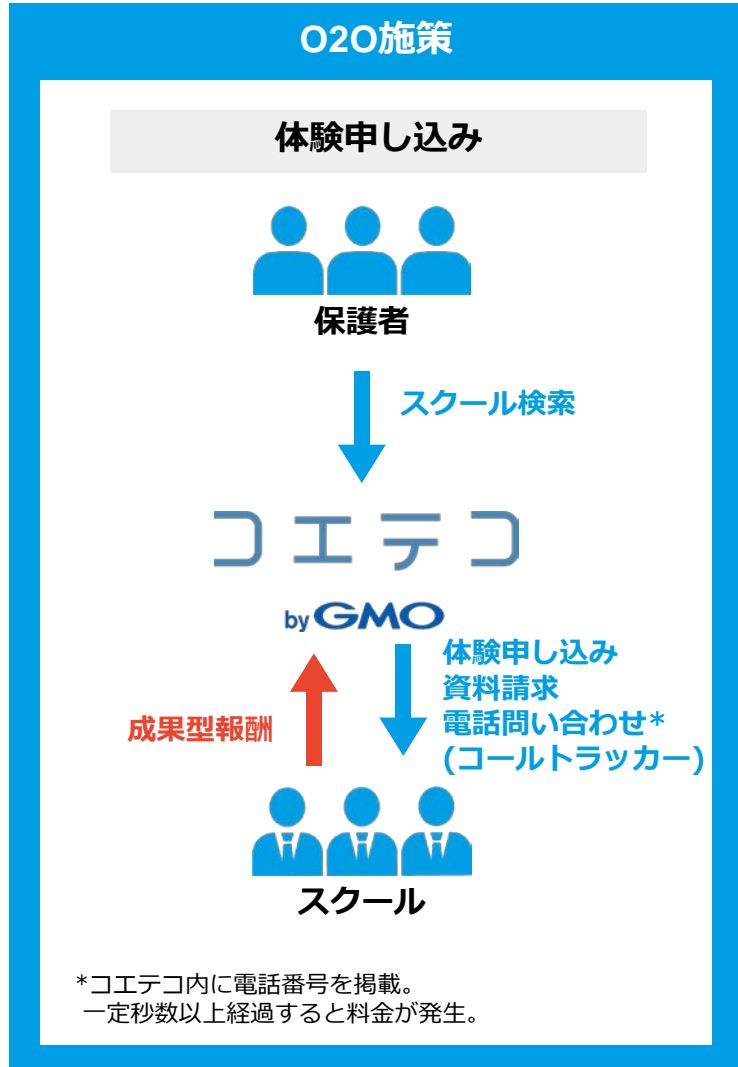 O2O施策
体験申し込み
保護者
スクール検索
コエテコ
by GMO
体験申し込み
資料請求
電話問い合わせ*
(コールトラッカー)
成果型報酬
スクール
*コエテコ内に電話番号を掲載。
一定秒数以上経過すると料金が発生。